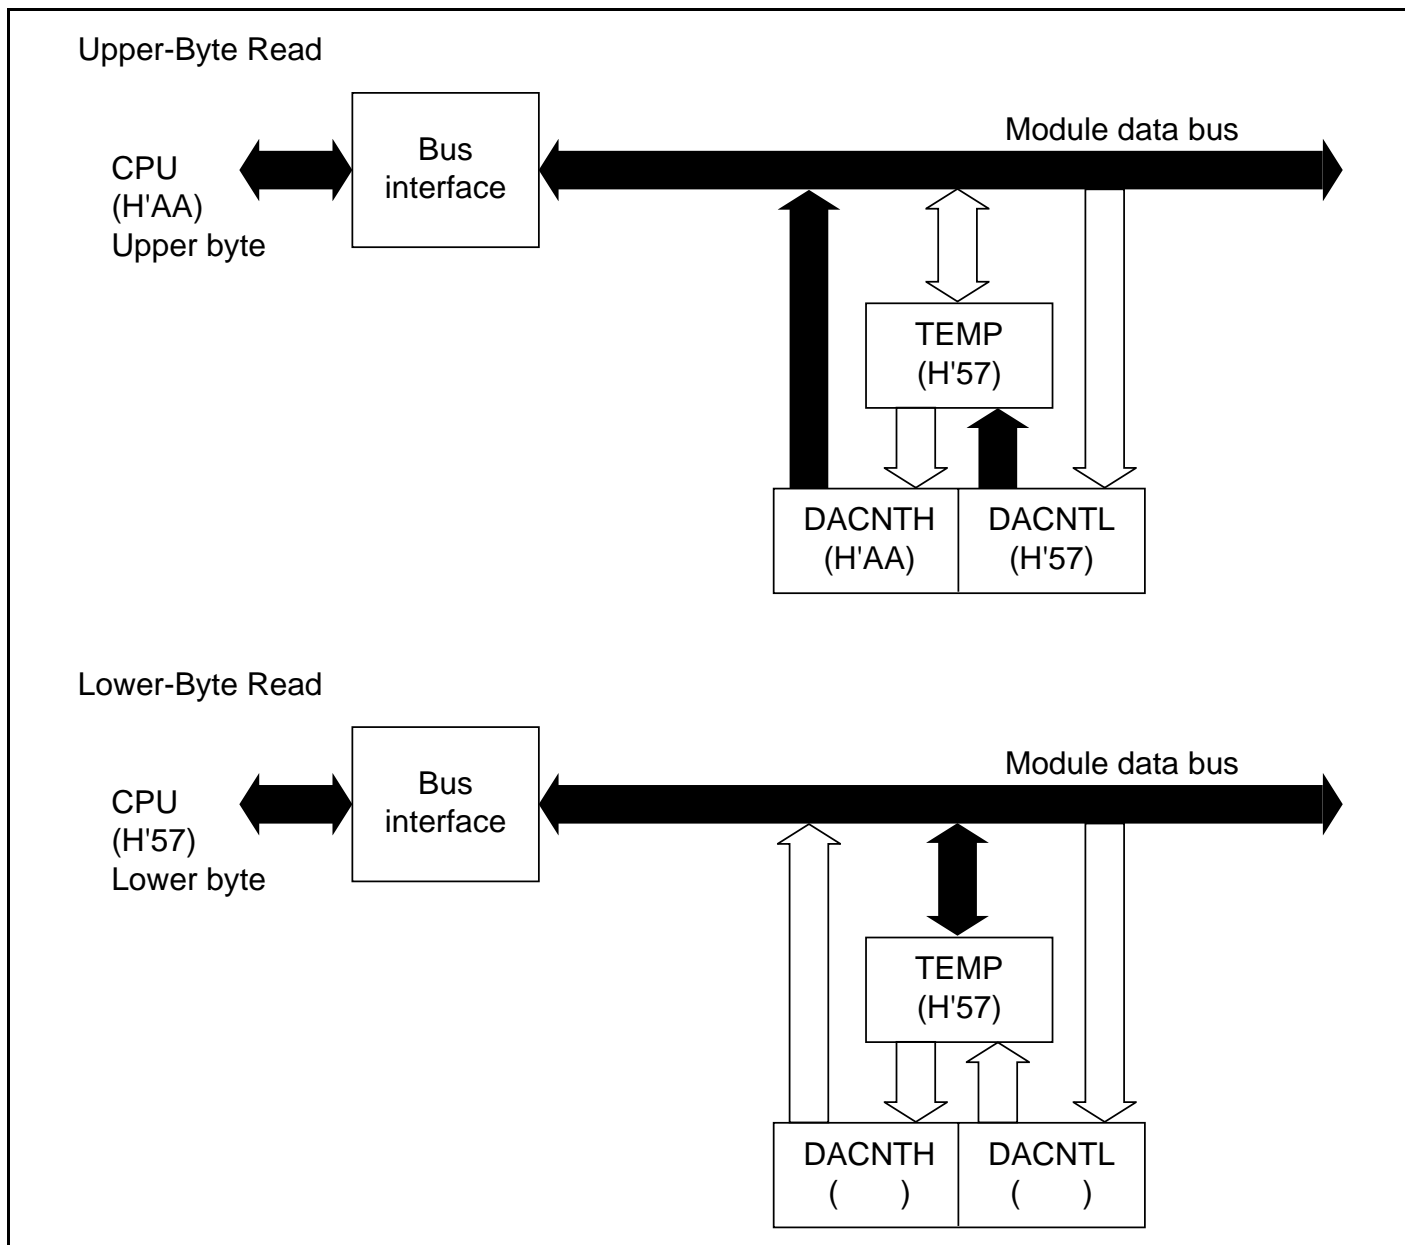 Upper-Byte Read
Module data bus
Bus
interface
CPU
(H'AA)
Upper byte
TEMP
(H'57)
DACNTH
(H'AA)
DACNTL
(H'57)
Lower-Byte Read
Module data bus
Bus
interface
CPU
(H'57)
Lower byte
TEMP
(H'57)
DACNTH
(      )
DACNTL
(      )